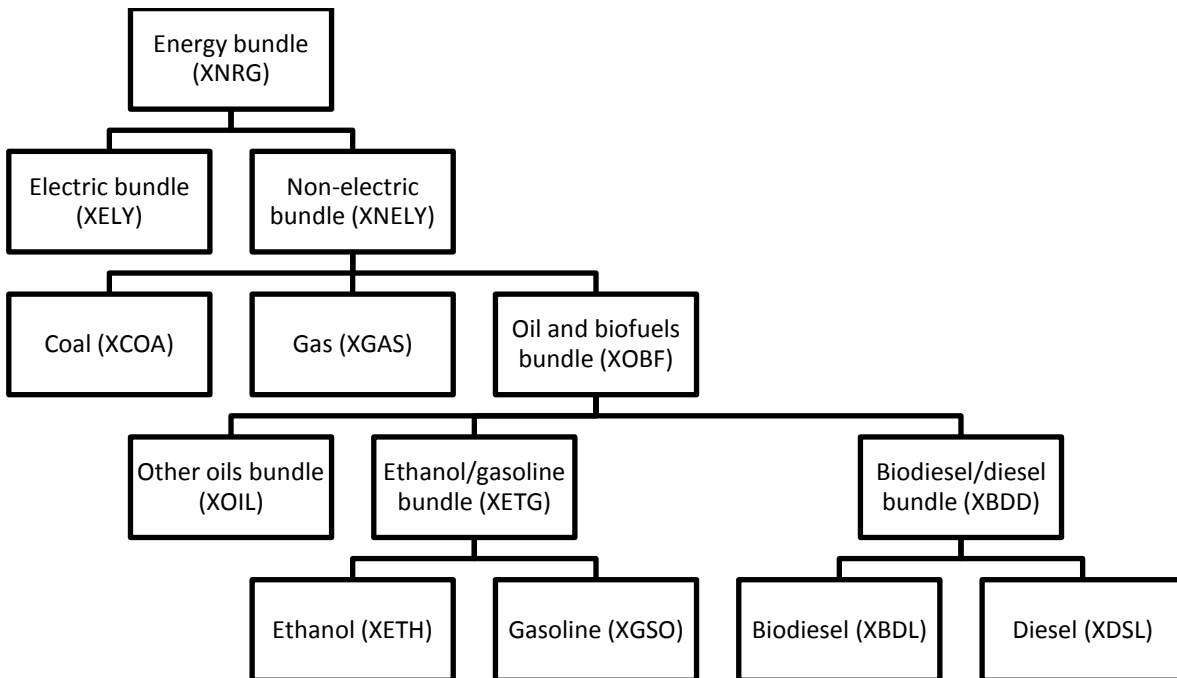 Energy bundle
(XNRG)
Electric bundle
(XELY)
Non-electric
bundle (XNELY)
Coal (XCOA)
Gas (XGAS)
Oil and biofuels
bundle (XOBF)
Other oils bundle
(XOIL)
Ethanol/gasoline
bundle (XETG)
Biodiesel/diesel
bundle (XBDD)
Ethanol (XETH)
Gasoline (XGSO)
Biodiesel (XBDL)
Diesel (XDSL)